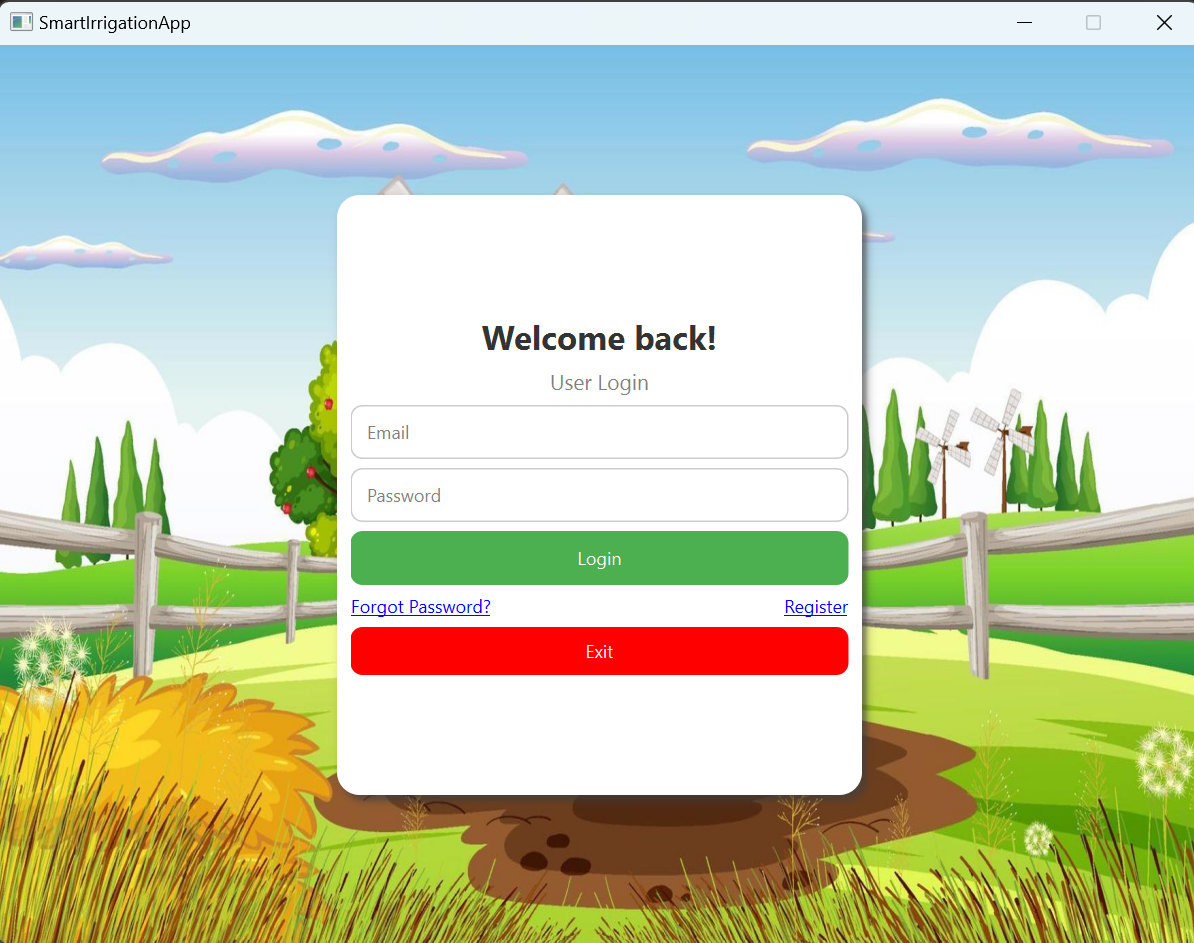 SmartIrrigationApp
Welcome back!
User Login
Email
Password
Login
Forgot Password? Register
Exit